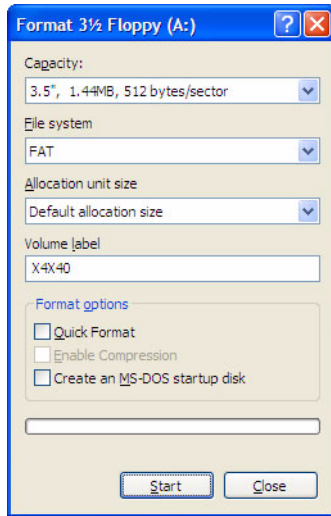 Format 3½ Floppy (A:)
Capacity:
3.5", 1.44MB, 512 bytes/sector
File system
FAT
Allocation unit size
Default allocation size
Volume label
X4X40
Format options
Quick Format
Enable Compression
Create an MS-DOS startup disk
Start Close